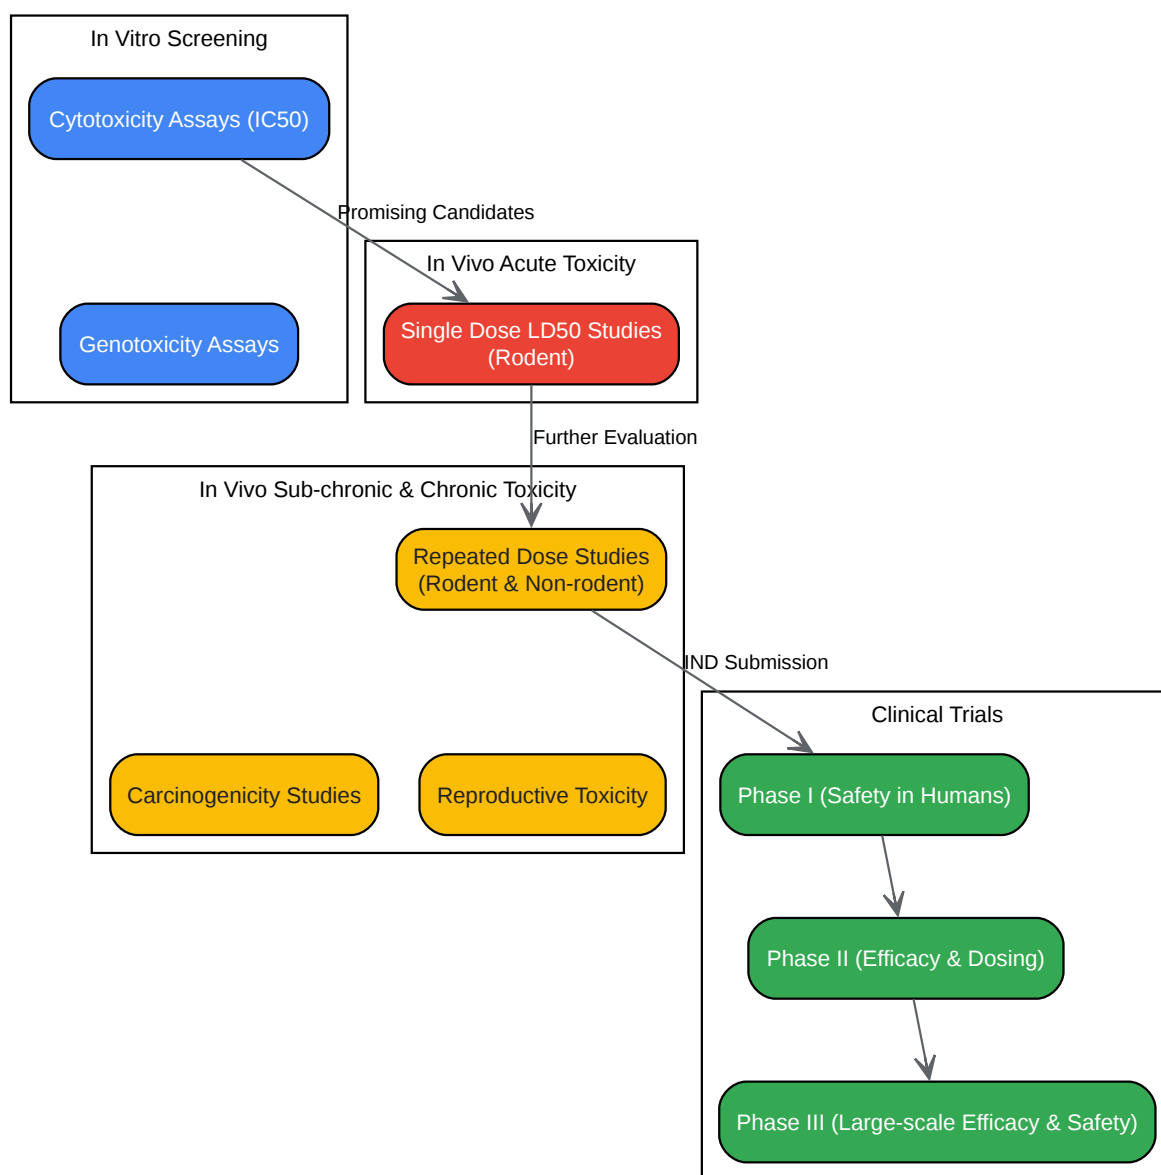 In Vitro Screening
Cytotoxicity Assays (IC50)
Promising Candidates
In Vivo Acute Toxicity
Genotoxicity Assays
Single Dose LD50 Studies
(Rodent)
Further Evaluation
In Vivo Sub-chronic & Chronic Toxicity
Repeated Dose Studies
(Rodent & Non-rodent)
IND Submission
Clinical Trials
Carcinogenicity Studies
Reproductive Toxicity
Phase I (Safety in Humans)
Phase II (Efficacy & Dosing)
Phase III (Large-scale Efficacy & Safety)